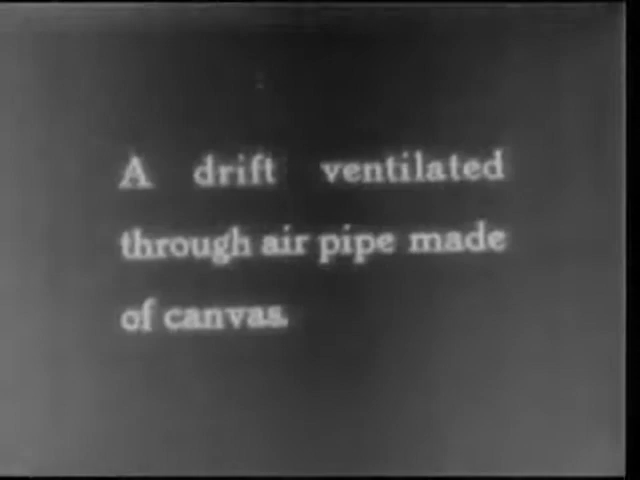 A drift ventilated
through air pipe made
of canvas.